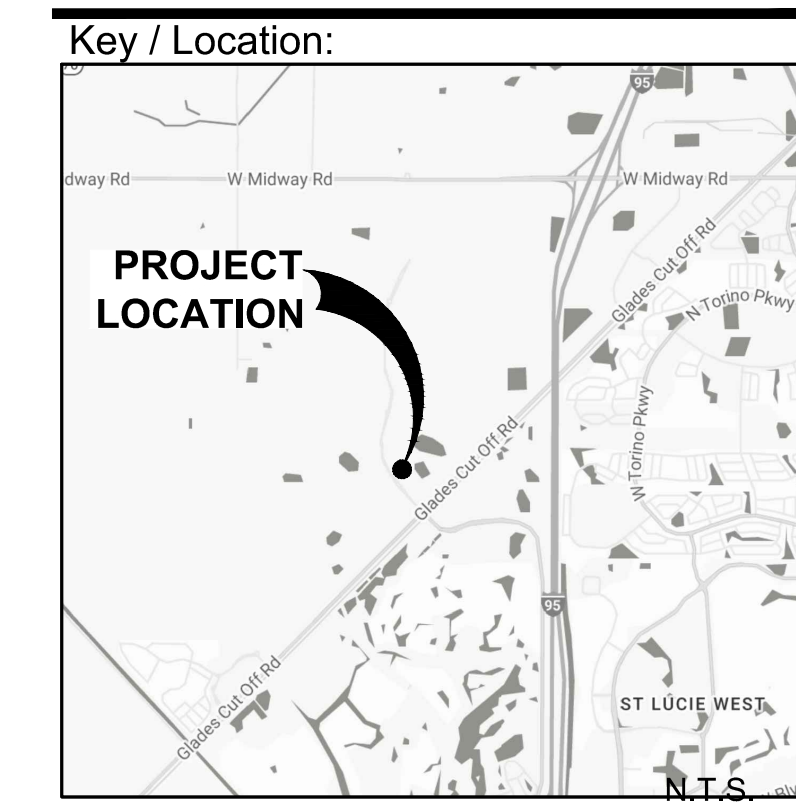 Key / Location:
95
dway Rd
W Midway Rd
W Midway Rd
PROJECT
LOCATION
Glades Cut Off Rd
N Torino Pkwy
W Torino Pkwy
Glades Cut Off Rd
95
Glades Cut Off Rd
ST LUCIE WEST
N.T.S.